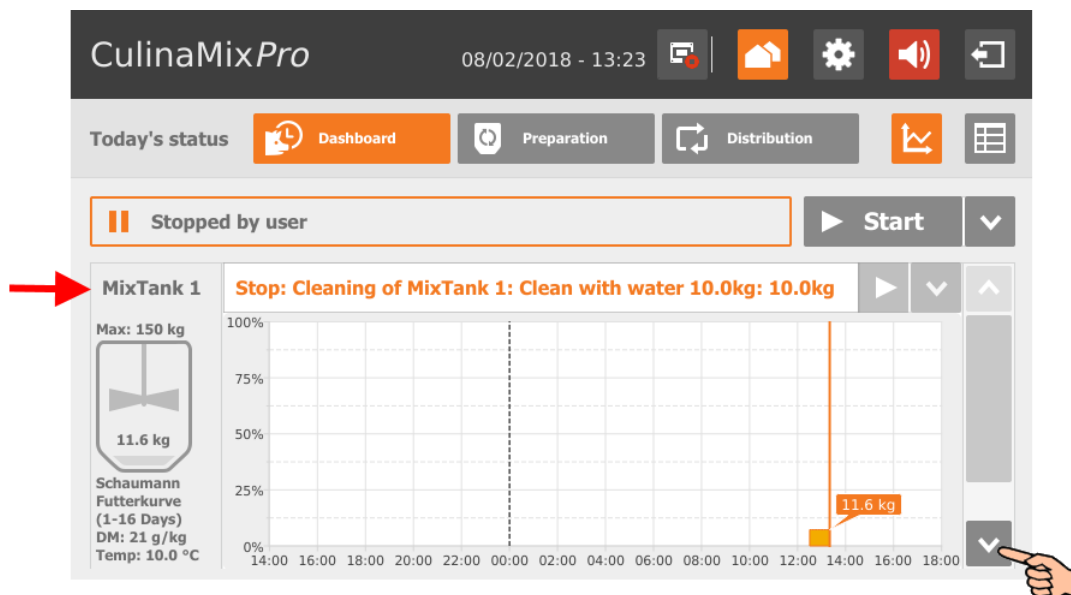 CulinaMixPro
08/02/2018 - 13:23
Today's status
Dashboard
Preparation
Distribution
Stopped by user
Start
MixTank 1
Stop: Cleaning of MixTank 1: Clean with water 10.0kg: 10.0kg
Max: 150 kg
11.6 kg
Schaumann
Futterkurve
(1-16 Days)
DM: 21 g/kg
Temp: 10.0 °C
100%
75%
50%
25%
0%
11.6 kg
14:00 16:00 18:00 20:00 22:00 00:00 02:00 04:00 06:00 08:00 10:00 12:00 14:00 16:00 18:00